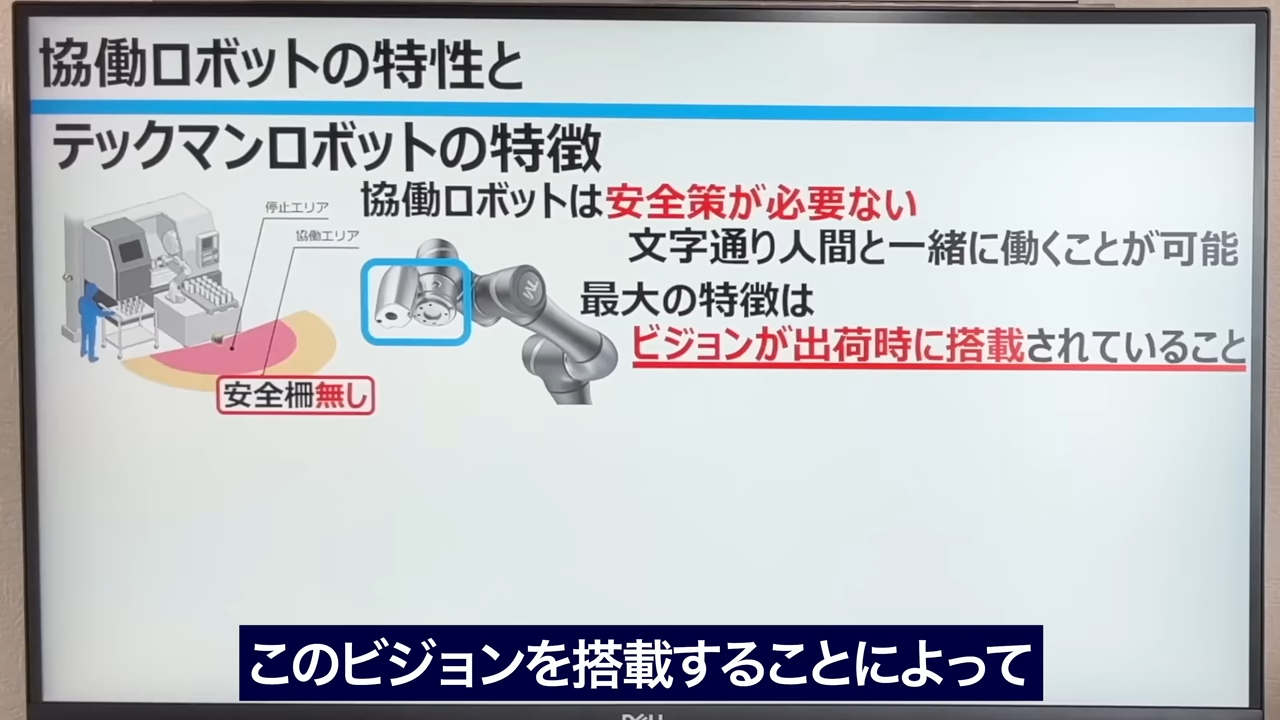 協働ロボットの特性と
テックマンロボットの特徴
協働ロボットは安全策が必要ない
文字通り人間と一緒に働くことが可能
停止エリア
協働エリア
最大の特徴は
ビジョンが出荷時に搭載されていること
安全柵無し
TM
このビジョンを搭載することによって
DELL